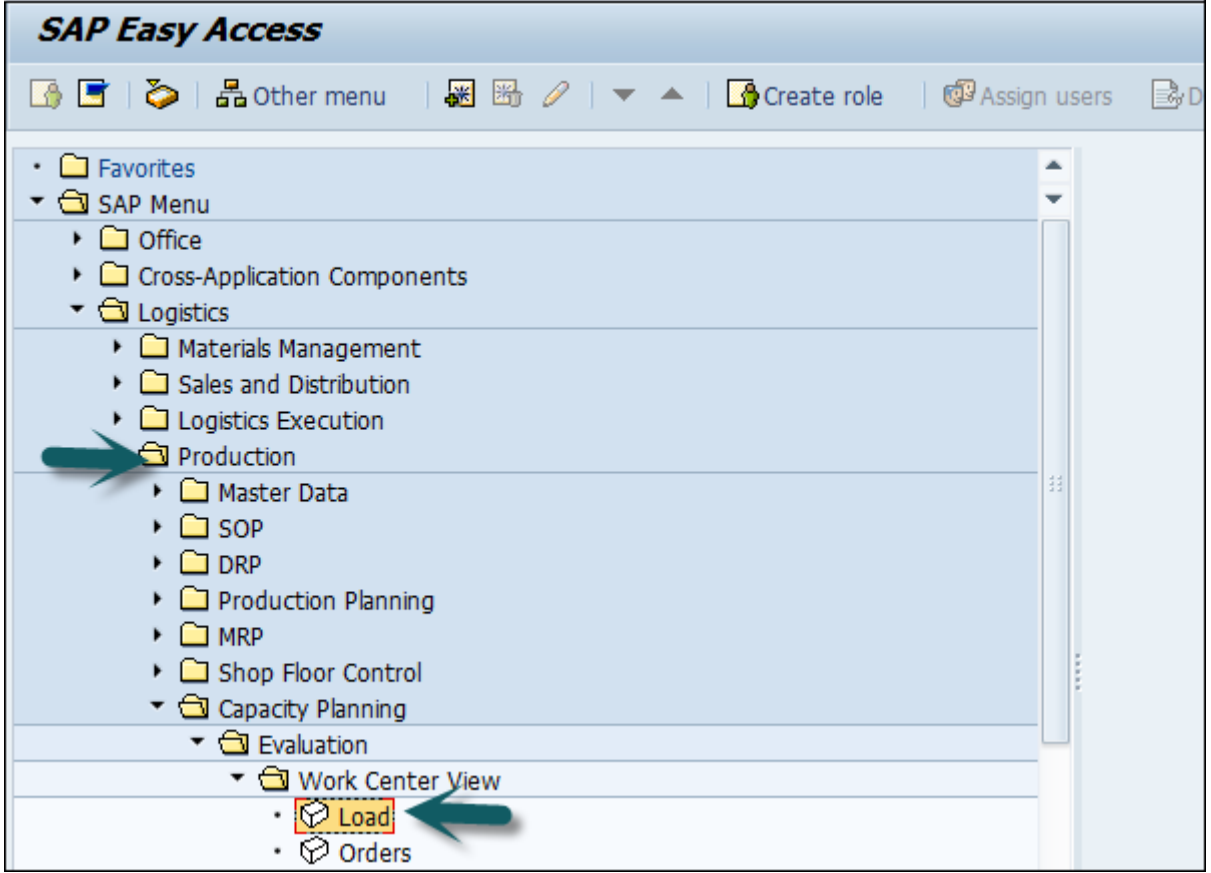 SAP Easy Access
Other menu Create role Assign users D
Favorites
SAP Menu
Office
Cross-Application Components
Logistics
Materials Management
Sales and Distribution
Logistics Execution
Production
Master Data
SOP
DRP
Production Planning
MRP
Shop Floor Control
Capacity Planning
Evaluation
Work Center View
Load
Orders